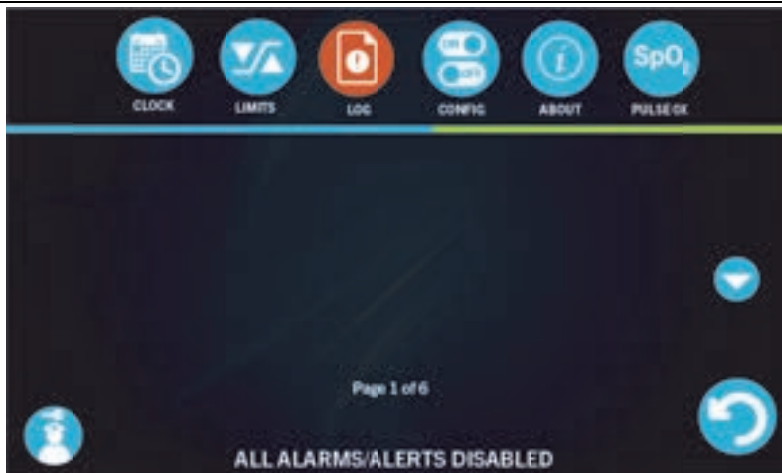 ON
OFF
i
SpO₂
CLOCK
LIMITS
LOG
CONFIG
ABOUT
PULSE OX
Page 1 of 6
ALL ALARMS/ALERTS DISABLED